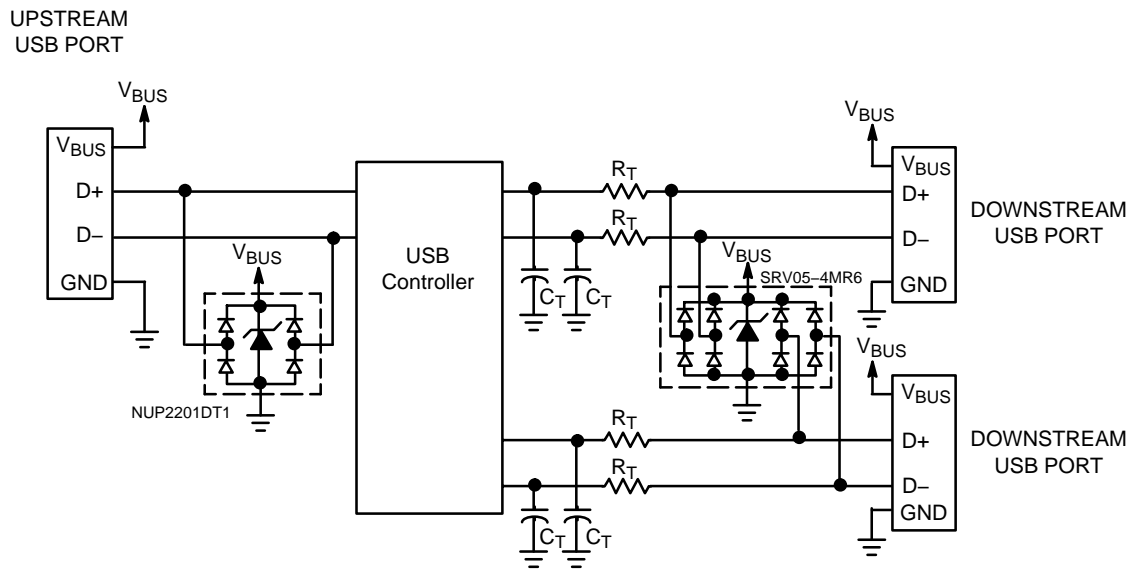 UPSTREAM
USB PORT
VBUS
VBUS
D+
D–
GND
VBUS
NUP2201DT1
USB
Controller
RT
RT
CT
CT
VBUS
SRV05–4MR6
VBUS
VBUS
D+
D–
GND
DOWNSTREAM
USB PORT
RT
RT
CT
CT
VBUS
VBUS
D+
D–
GND
DOWNSTREAM
USB PORT